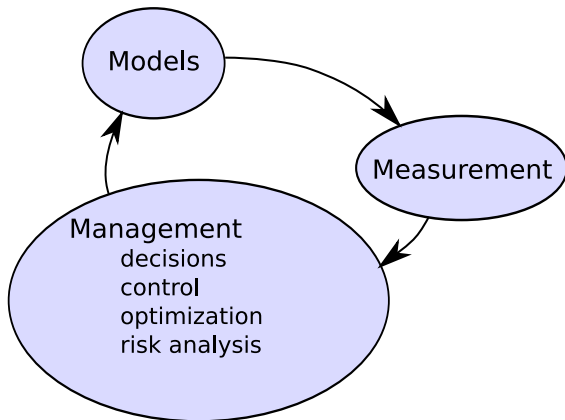 Models
Measurement
Management
decisions
control
optimization
risk analysis